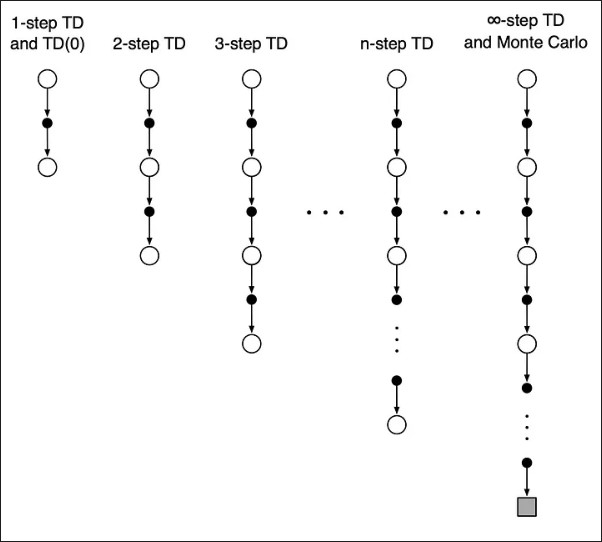 1-step TD
and TD(0)
2-step TD
3-step TD
n-step TD
∞-step TD
and Monte Carlo